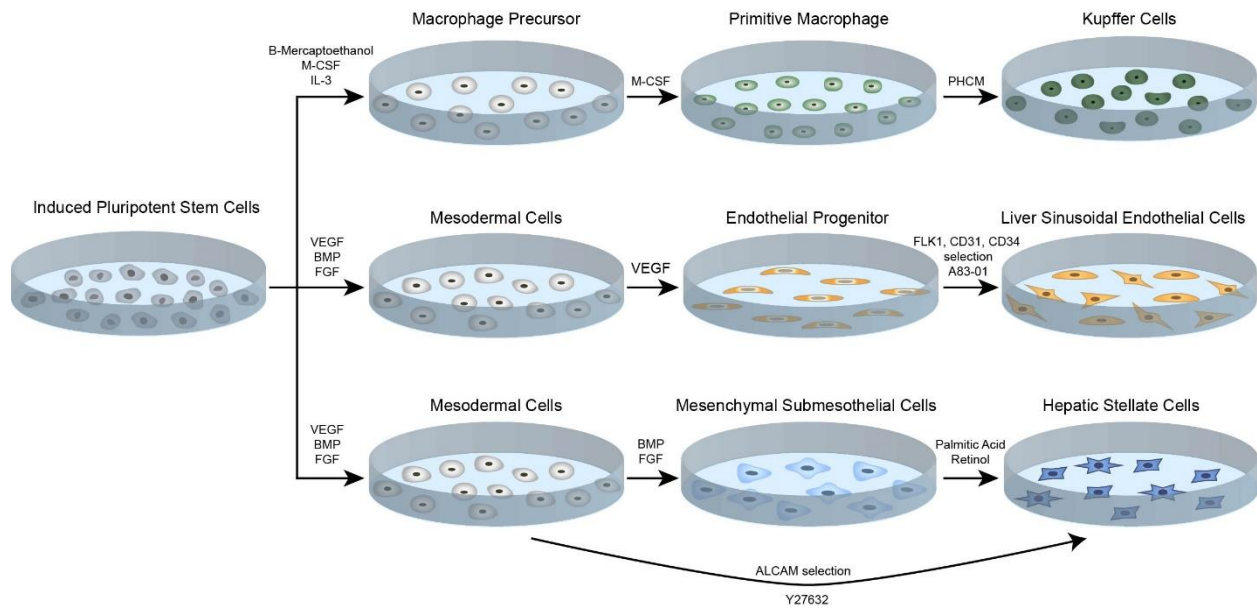 Macrophage Precursor
Primitive Macrophage
Kupffer Cells
B-Mercaptoethanol
M-CSF
IL-3
M-CSF
PHCM
Induced Pluripotent Stem Cells
Mesodermal Cells
Endothelial Progenitor
Liver Sinusoidal Endothelial Cells
VEGF
BMP
FGF
VEGF
FLK1, CD31, CD34
selection
A83-01
Mesodermal Cells
Mesenchymal Submesothelial Cells
Hepatic Stellate Cells
VEGF
BMP
FGF
BMP
FGF
Palmitic Acid
Retinol
ALCAM selection
Y27632